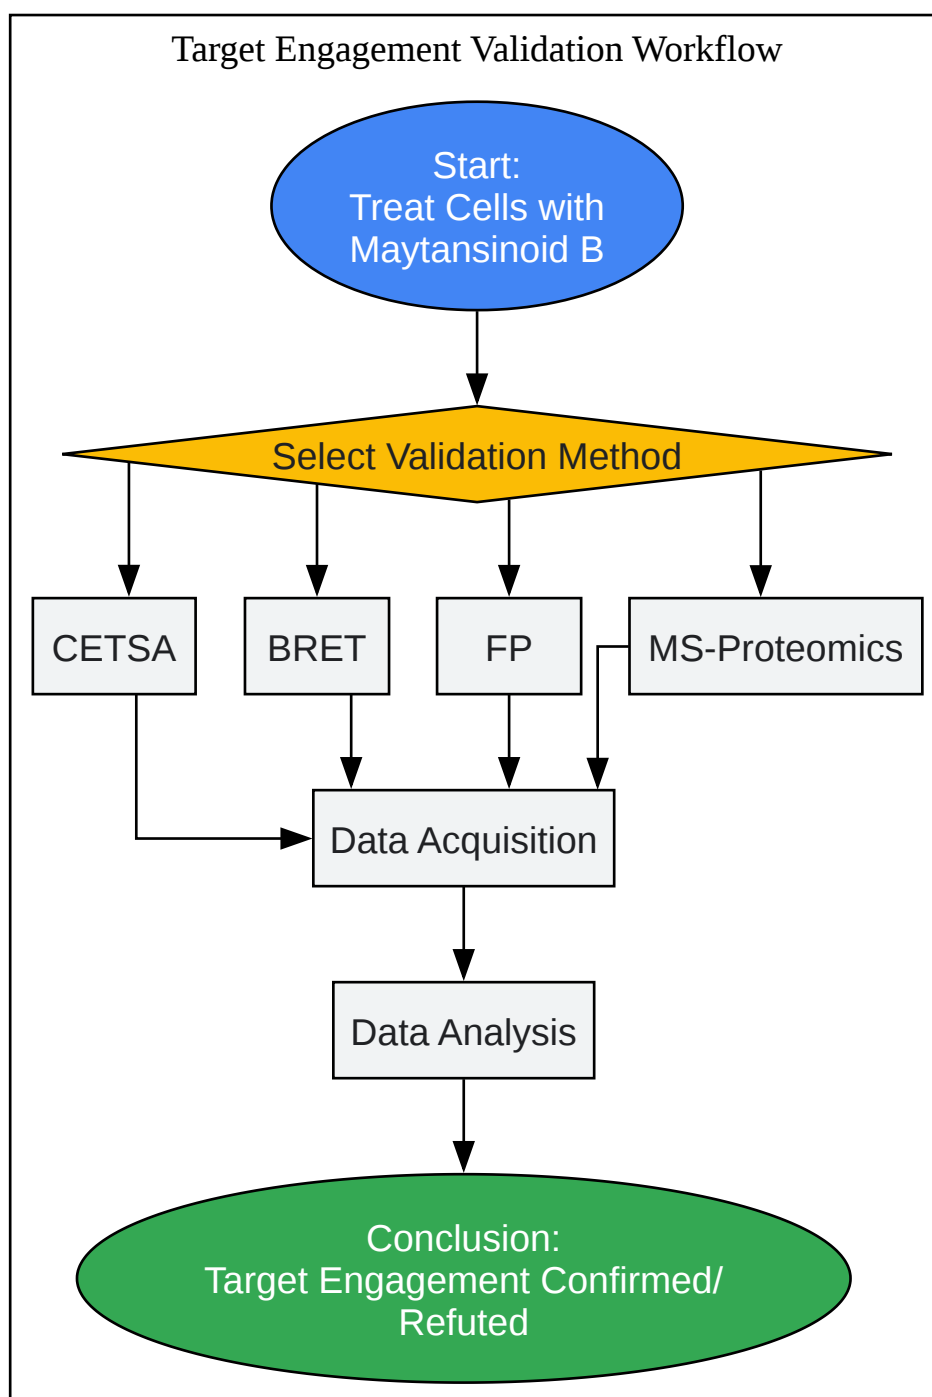 Target Engagement Validation Workflow
Start:
Treat Cells with
Maytansinoid B
Select Validation Method
CETSA
BRET
FP
MS-Proteomics
Data Acquisition
Data Analysis
Conclusion:
Target Engagement Confirmed/
Refuted